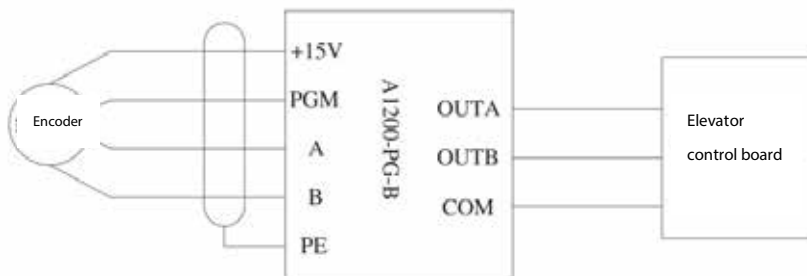 Encoder
+15V
PGM
A
B
PE
A1200-PG-B
OUTA
OUTB
COM
Elevator
control board